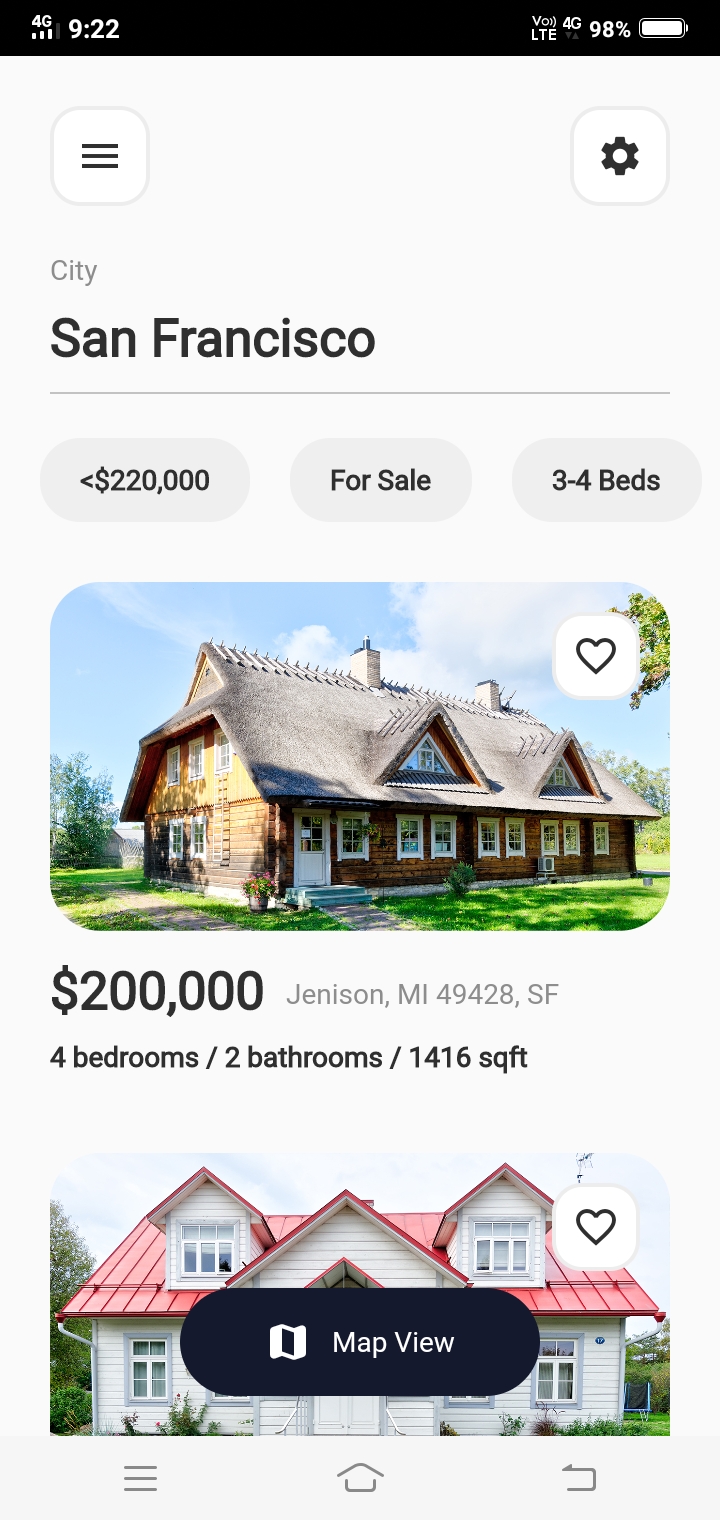 4G 9:22 Vo)) LTE 4G 98%
City
San Francisco
<$220,000 For Sale 3-4 Beds
$200,000 Jenison, MI 49428, SF
4 bedrooms / 2 bathrooms / 1416 sqft
Map View